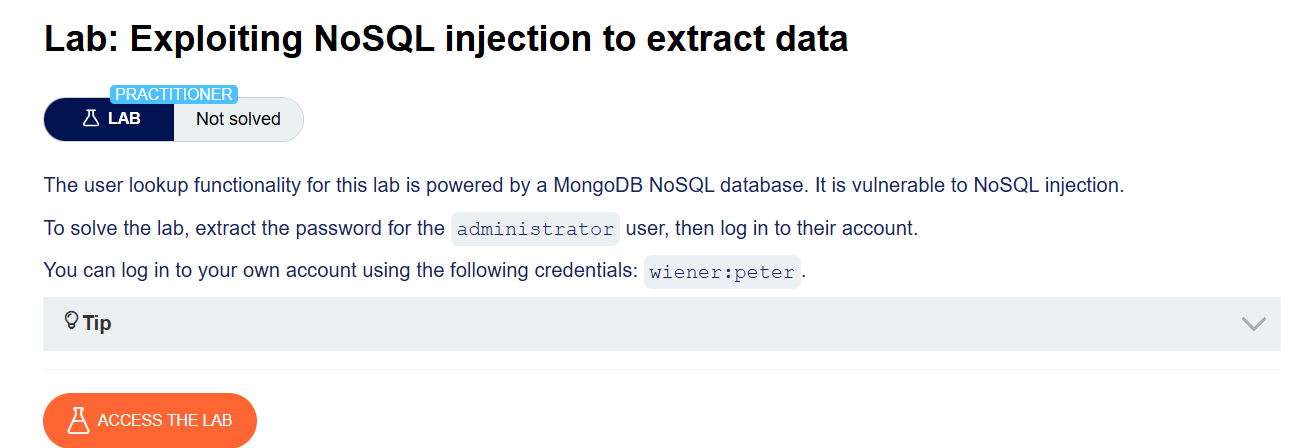 Lab: Exploiting NoSQL injection to extract data
PRACTITIONER
LAB Not solved
The user lookup functionality for this lab is powered by a MongoDB NoSQL database. It is vulnerable to NoSQL injection.
To solve the lab, extract the password for the administrator user, then log in to their account.
You can log in to your own account using the following credentials: wiener:peter.
Tip
ACCESS THE LAB